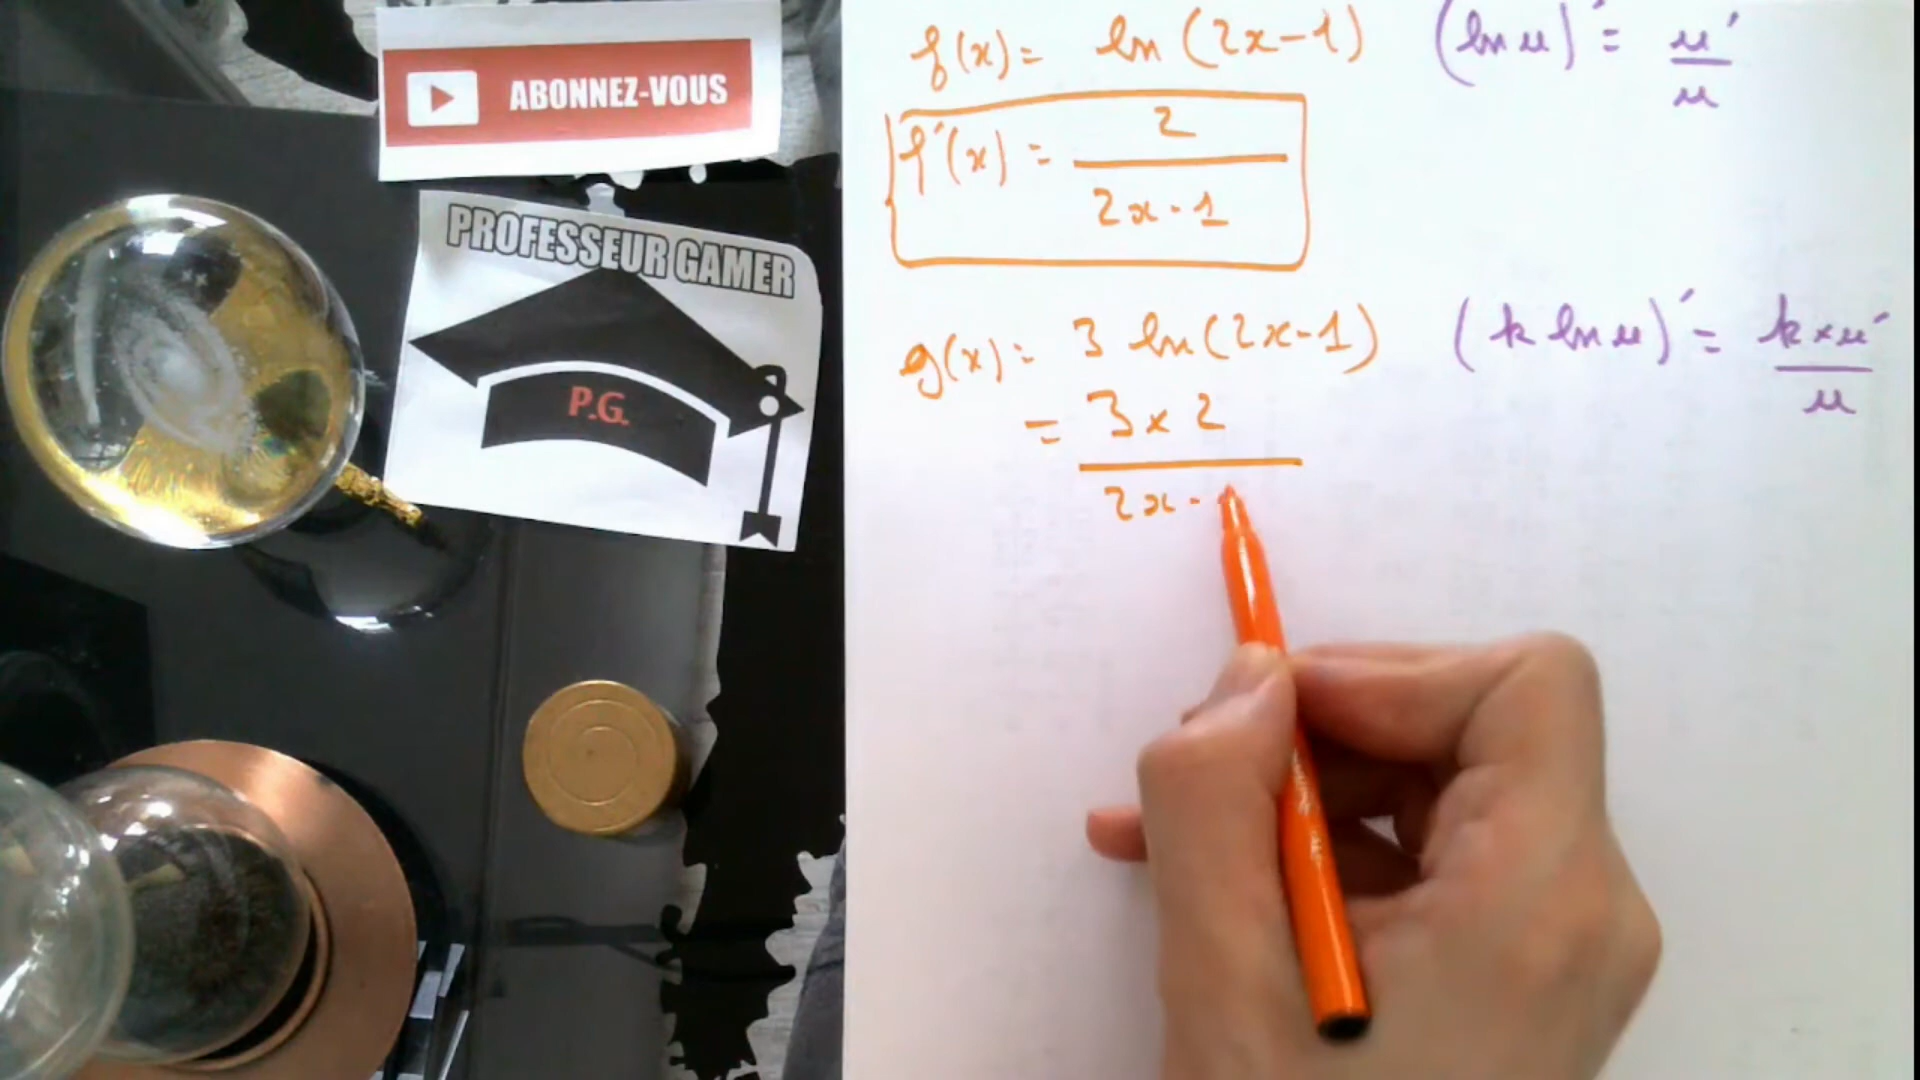 ABONNEZ-VOUS
PROFESSEUR GAMER
P.G.
f(x) = ln(2x-1) (ln u)' = u'/u
f'(x) = 2/(2x-1)
g(x) = 3 ln(2x-1) (k ln u)' = k×u'/u
= 3×2
2x-